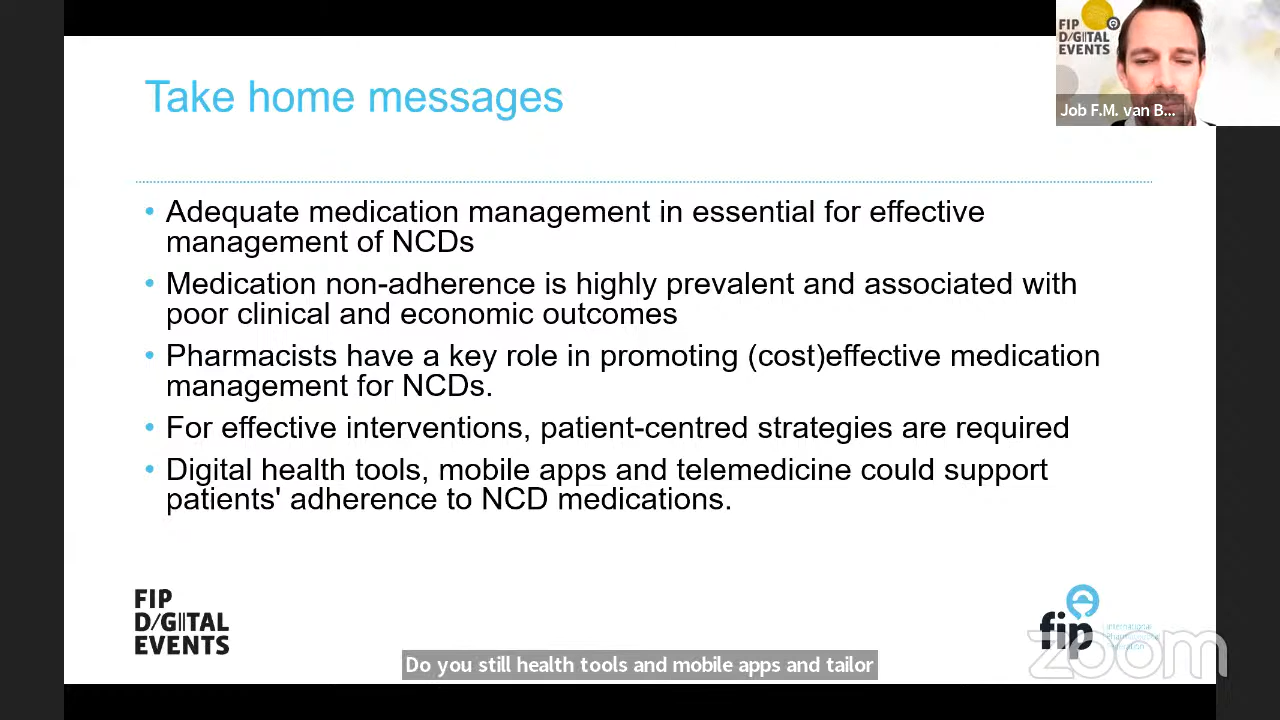 FIP
D/GITAL
EVENTS
Job F.M. van B...
Take home messages
• Adequate medication management in essential for effective
management of NCDs
• Medication non-adherence is highly prevalent and associated with
poor clinical and economic outcomes
• Pharmacists have a key role in promoting (cost)effective medication
management for NCDs.
• For effective interventions, patient-centred strategies are required
• Digital health tools, mobile apps and telemedicine could support
patients' adherence to NCD medications.
FIP
D/GITAL
EVENTS
fip
International
Pharmaceutical
Federation
zoom
Do you still health tools and mobile apps and tailor